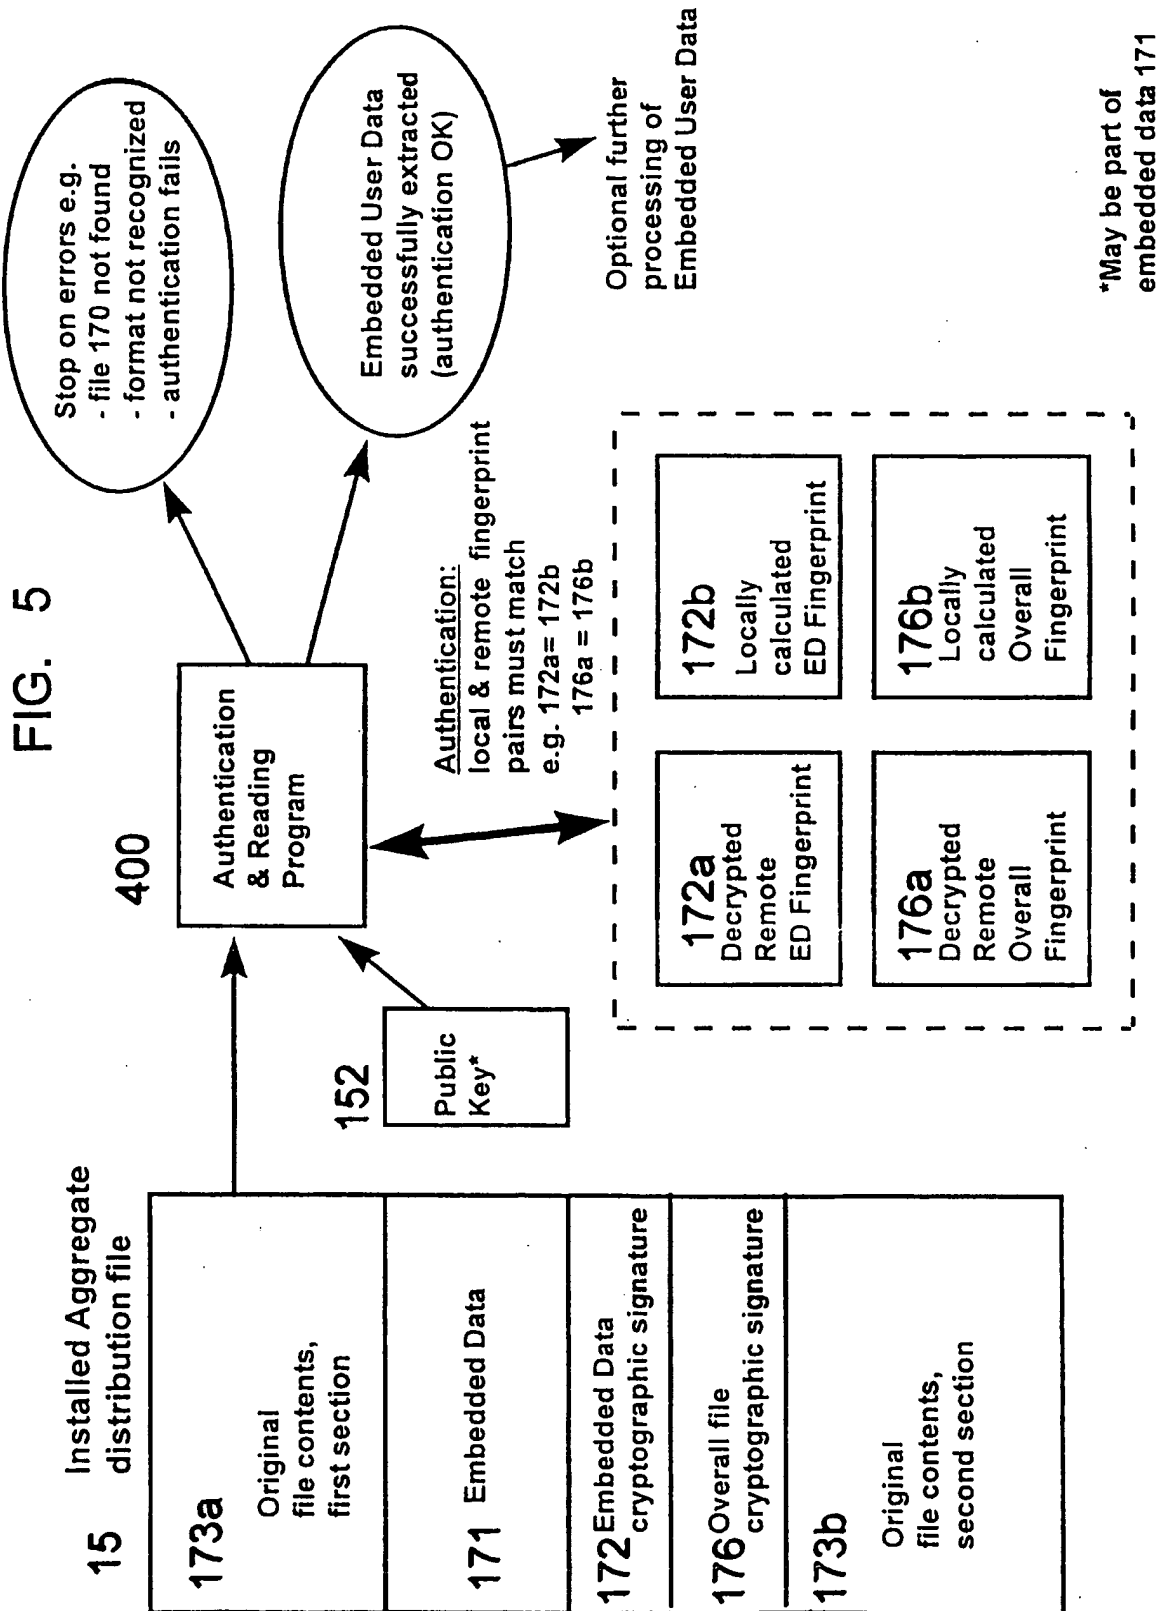 FIG. 5
15
Installed Aggregate
distribution file
173a
Original
file contents,
first section
171 Embedded Data
172 Embedded Data
cryptographic signature
176 Overall file
cryptographic signature
173b
Original
file contents,
second section
152
Public
Key*
400
Authentication
& Reading
Program
Stop on errors e.g.
- file 170 not found
- format not recognized
- authentication fails
Embedded User Data
successfully extracted
(authentication OK)
Optional further
processing of
Embedded User Data
Authentication:
local & remote fingerprint
pairs must match
e.g. 172a= 172b
176a = 176b
172a
Decrypted
Remote
ED Fingerprint
172b
Locally
calculated
ED Fingerprint
176a
Decrypted
Remote
Overall
Fingerprint
176b
Locally
calculated
Overall
Fingerprint
*May be part of
embedded data 171